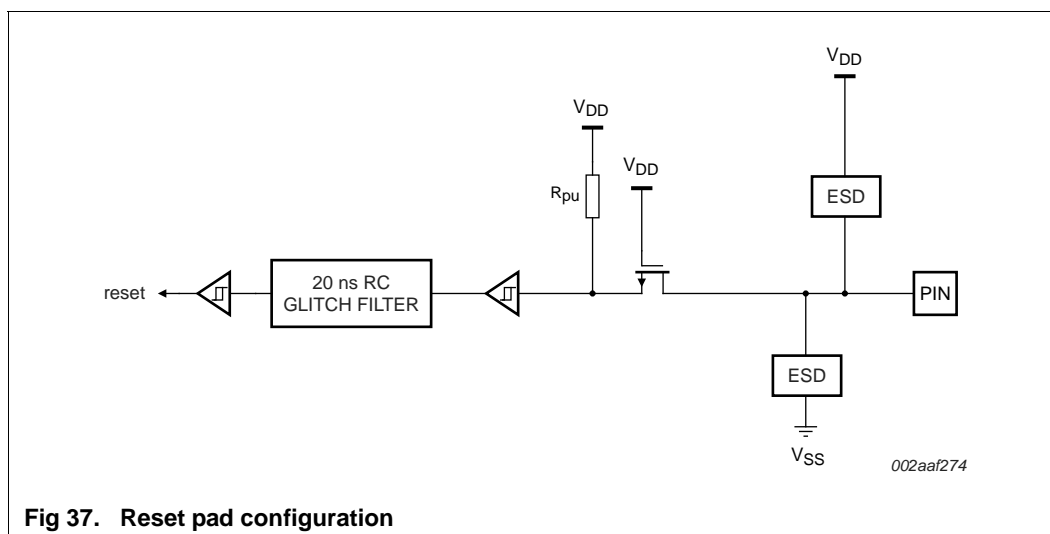 VDD
VDD
VDD
Rpu
ESD
reset
20 ns RC
GLITCH FILTER
PIN
ESD
VSS
002aaf274
Fig 37. Reset pad configuration